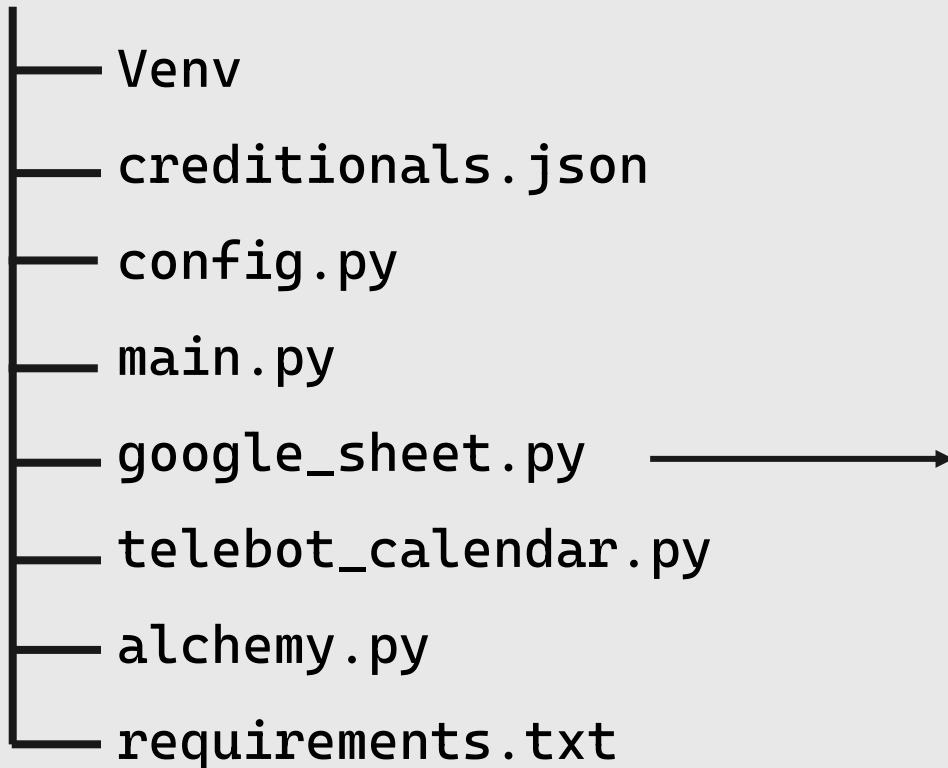 Venv
creditionals.json
config.py
main.py
google_sheet.py
telebot_calendar.py
alchemy.py
requirements.txt